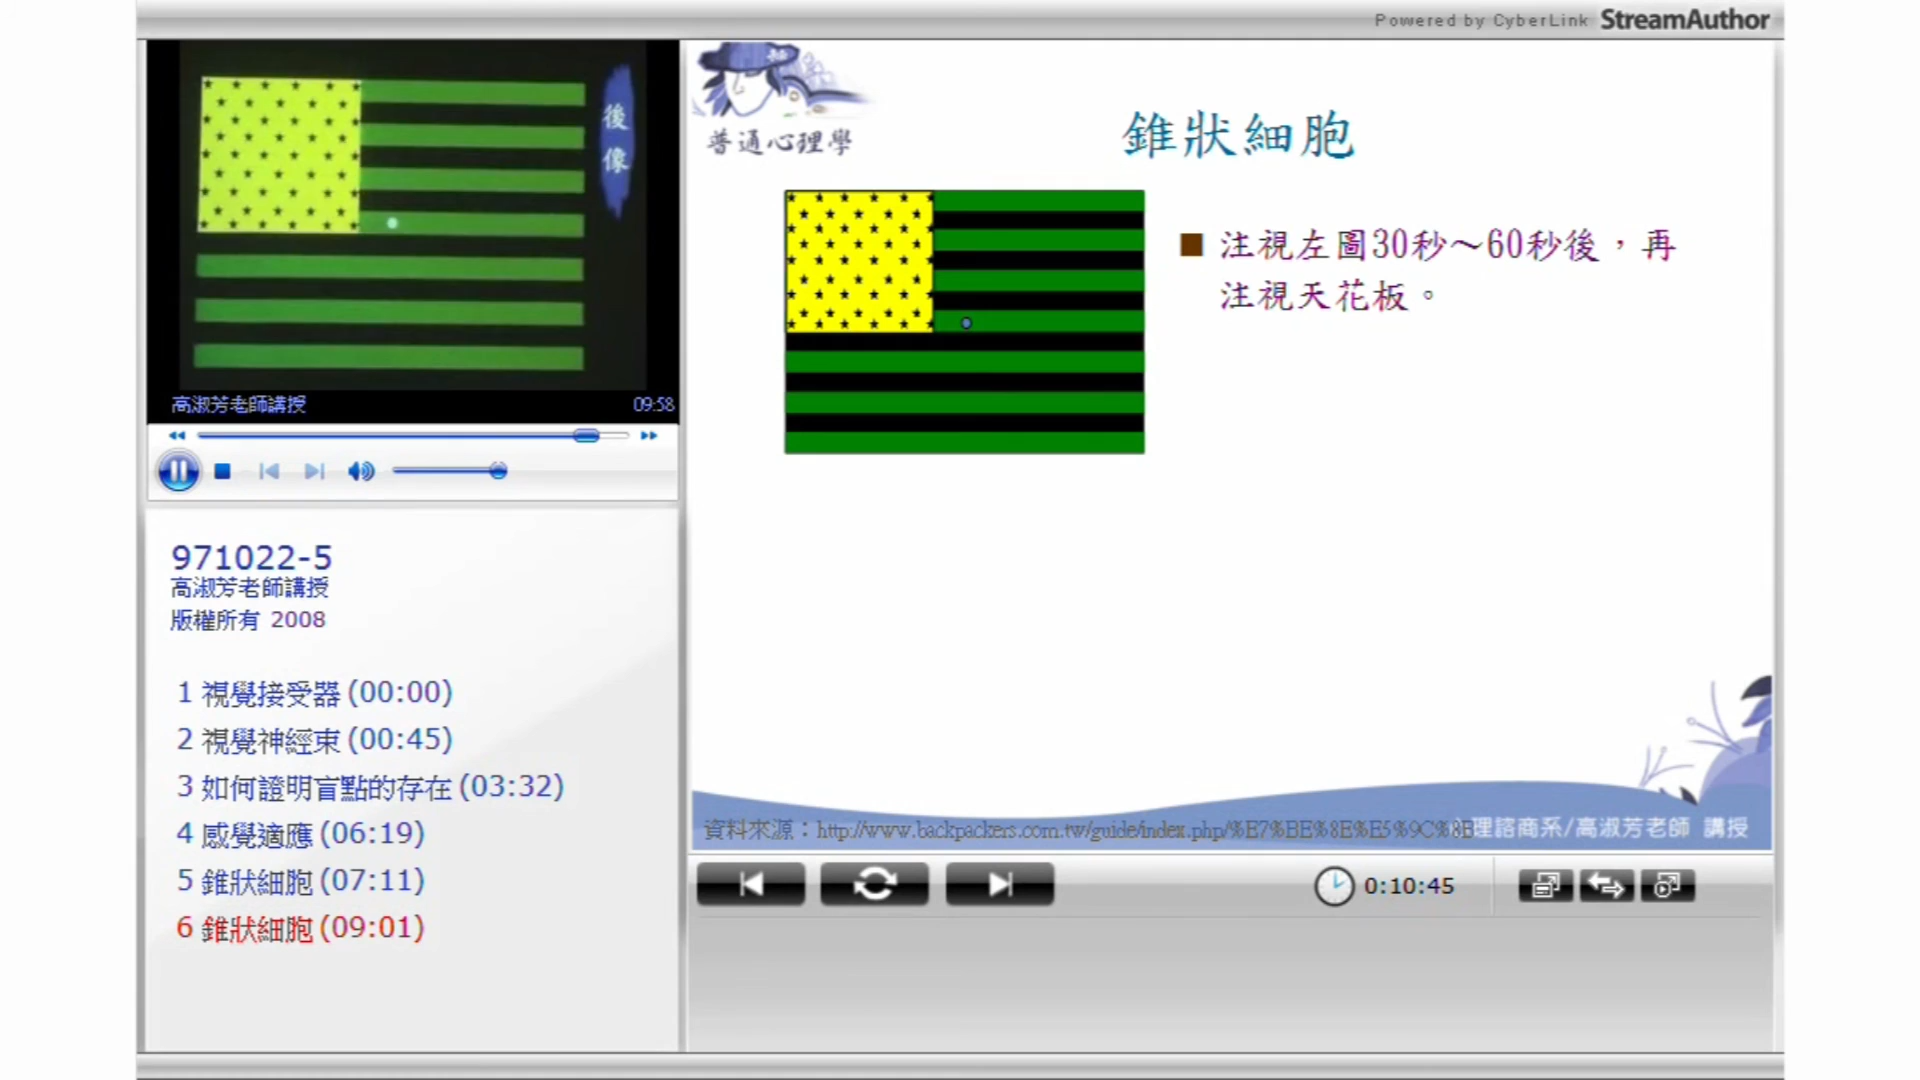 Powered by CyberLink StreamAuthor
後像
高淑芳老師講授 09:58
971022-5
高淑芳老師講授
版權所有 2008
1 視覺接受器 (00:00)
2 視覺神經束 (00:45)
3 如何證明盲點的存在 (03:32)
4 感覺適應 (06:19)
5 錐狀細胞 (07:11)
6 錐狀細胞 (09:01)
普通心理學
錐狀細胞
注視左圖30秒～60秒後，再
注視天花板。
資料來源：http://www.backpackers.com.tw/guide/index.php/%E7%BE%8E%E5%9C%8B
理諮商系/高淑芳老師 講授
0:10:45